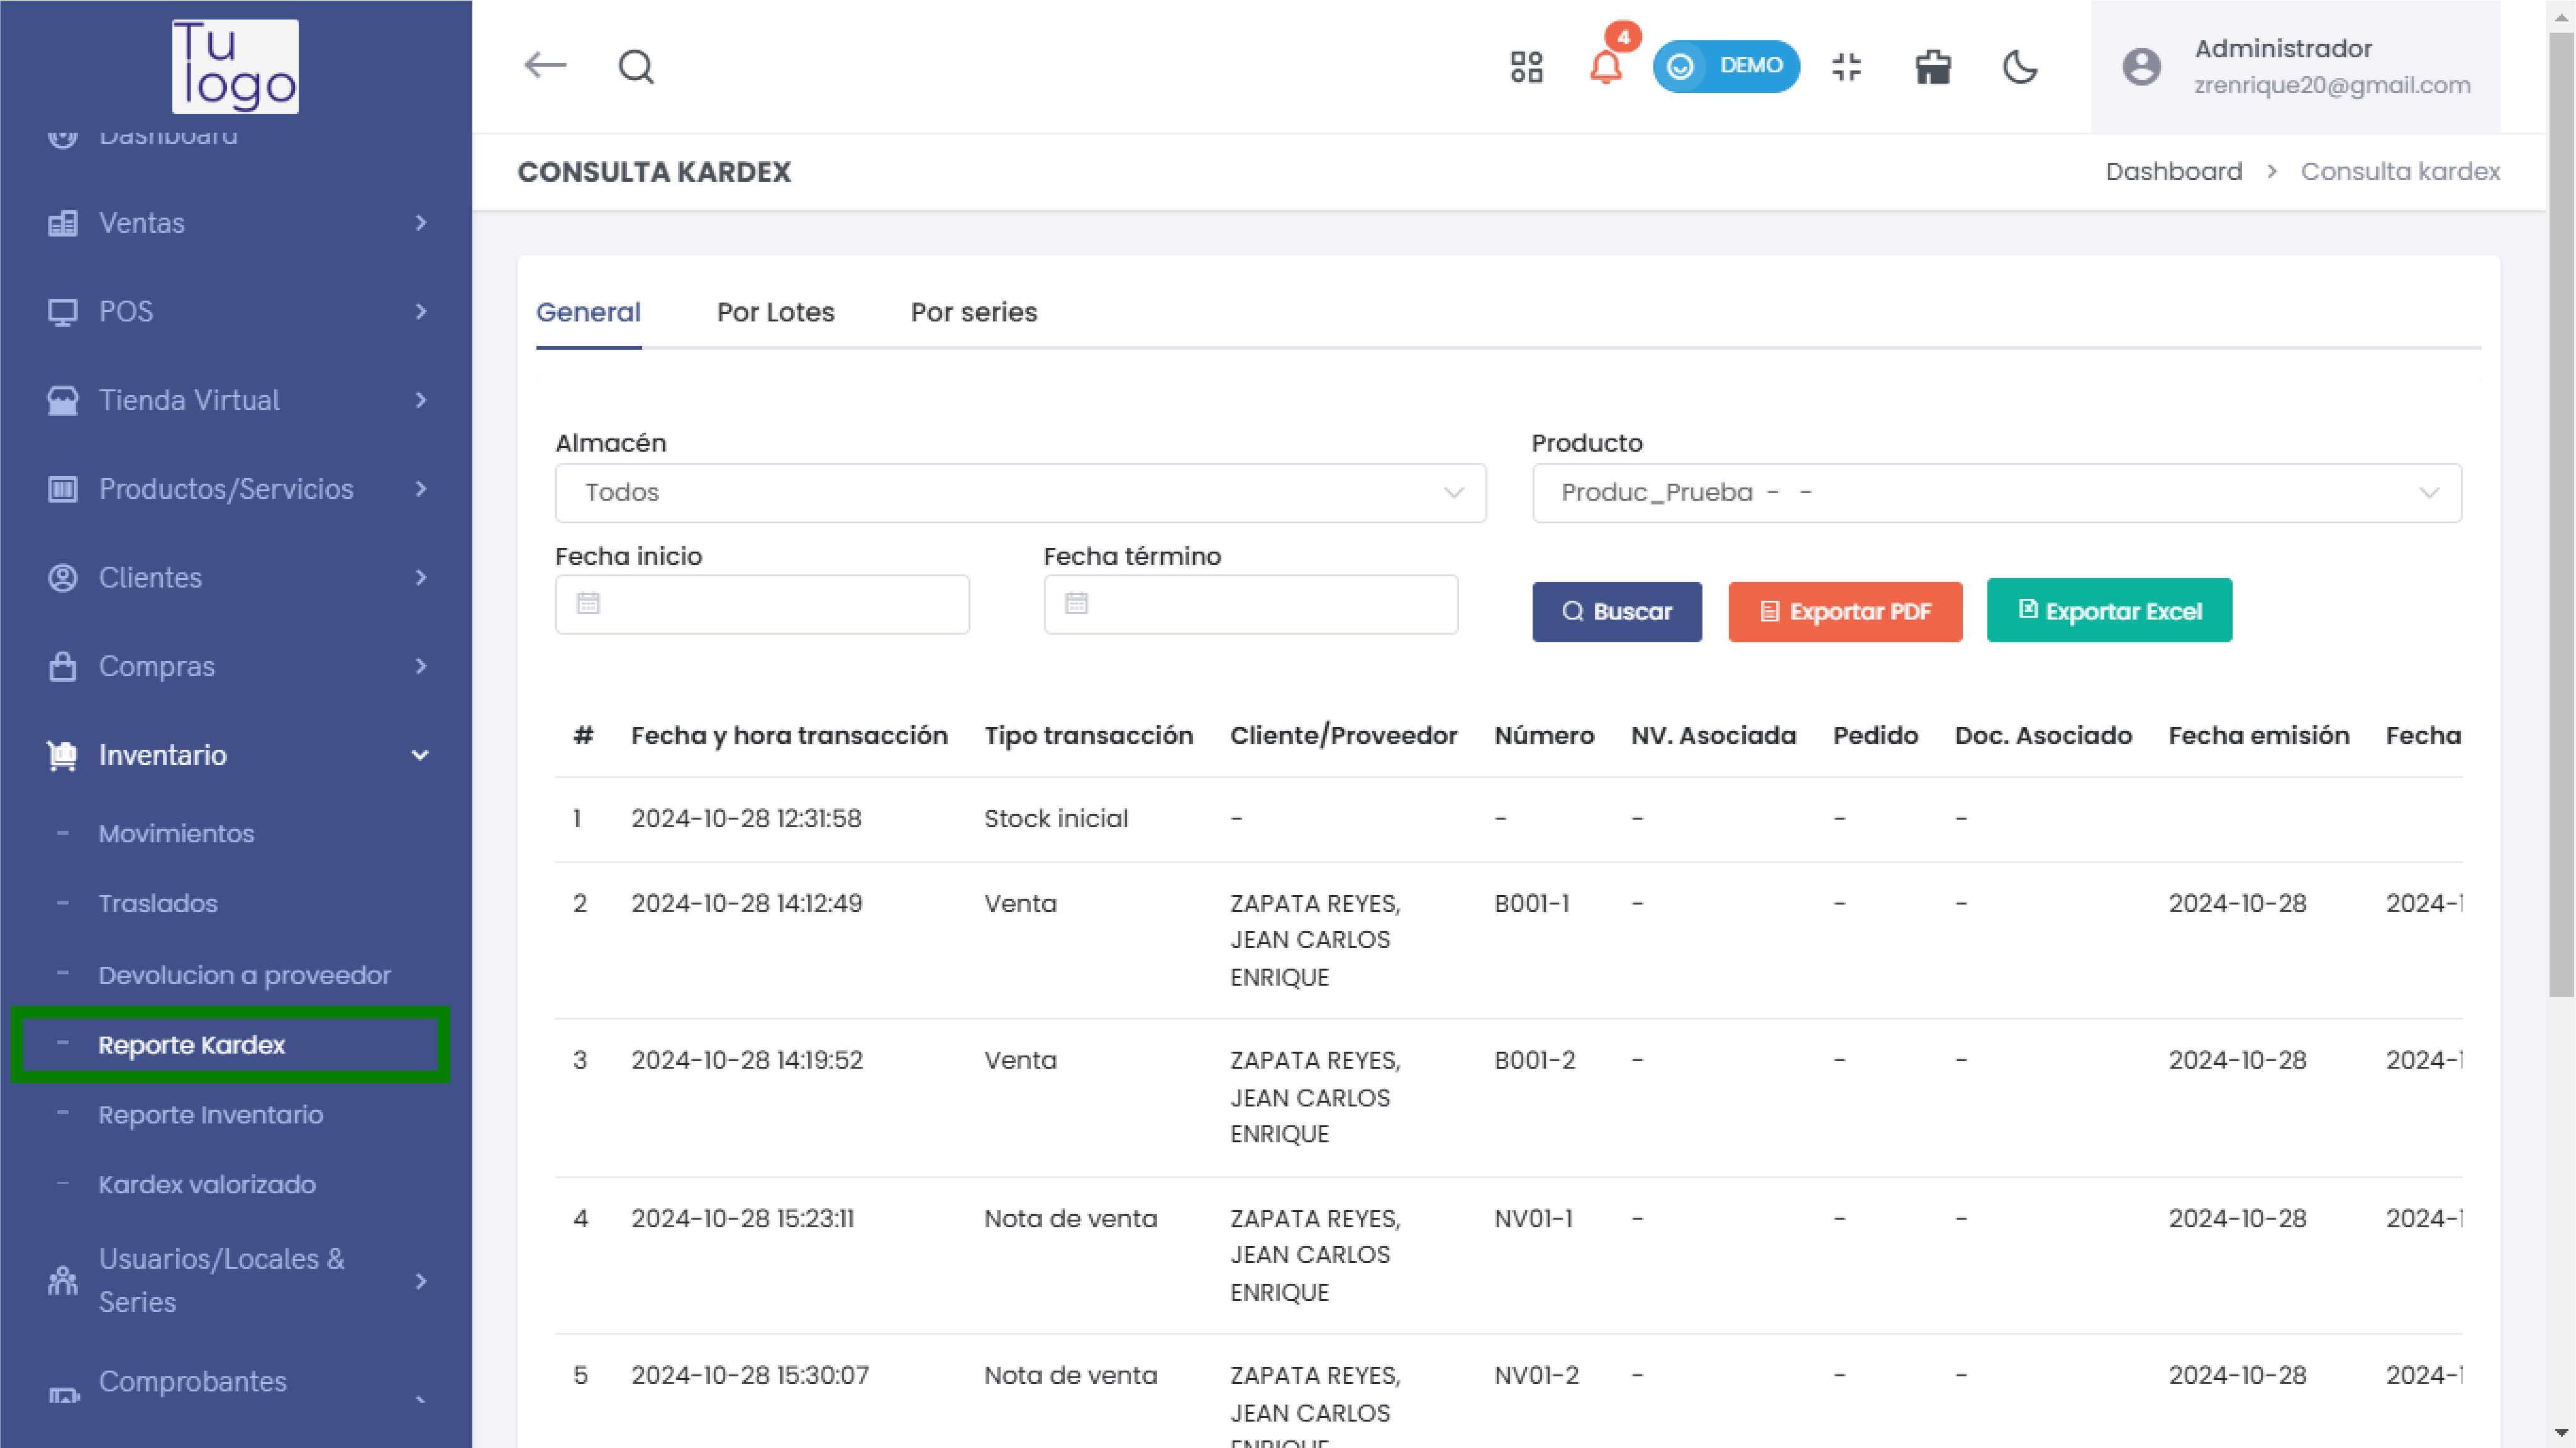 Tu
logo
4
DEMO
Administrador
zrenrique20@gmail.com
Dashboard
Ventas
POS
Tienda Virtual
Productos/Servicios
Clientes
Compras
Inventario
- Movimientos
- Traslados
- Devolucion a proveedor
- Reporte Kardex
- Reporte Inventario
- Kardex valorizado
Usuarios/Locales &
Series
Comprobantes
CONSULTA KARDEX
Dashboard > Consulta kardex
General Por Lotes Por series
Almacén Producto
Todos Produc_Prueba - -
Fecha inicio Fecha término
Buscar Exportar PDF Exportar Excel
# Fecha y hora transacción Tipo transacción Cliente/Proveedor Número NV. Asociada Pedido Doc. Asociado Fecha emisión Fecha
1 2024-10-28 12:31:58 Stock inicial - - - - -
2 2024-10-28 14:12:49 Venta ZAPATA REYES, B001-1 - - - 2024-10-28 2024-1
JEAN CARLOS
ENRIQUE
3 2024-10-28 14:19:52 Venta ZAPATA REYES, B001-2 - - - 2024-10-28 2024-1
JEAN CARLOS
ENRIQUE
4 2024-10-28 15:23:11 Nota de venta ZAPATA REYES, NV01-1 - - - 2024-10-28 2024-1
JEAN CARLOS
ENRIQUE
5 2024-10-28 15:30:07 Nota de venta ZAPATA REYES, NV01-2 - - - 2024-10-28 2024-1
JEAN CARLOS
ENRIQUE